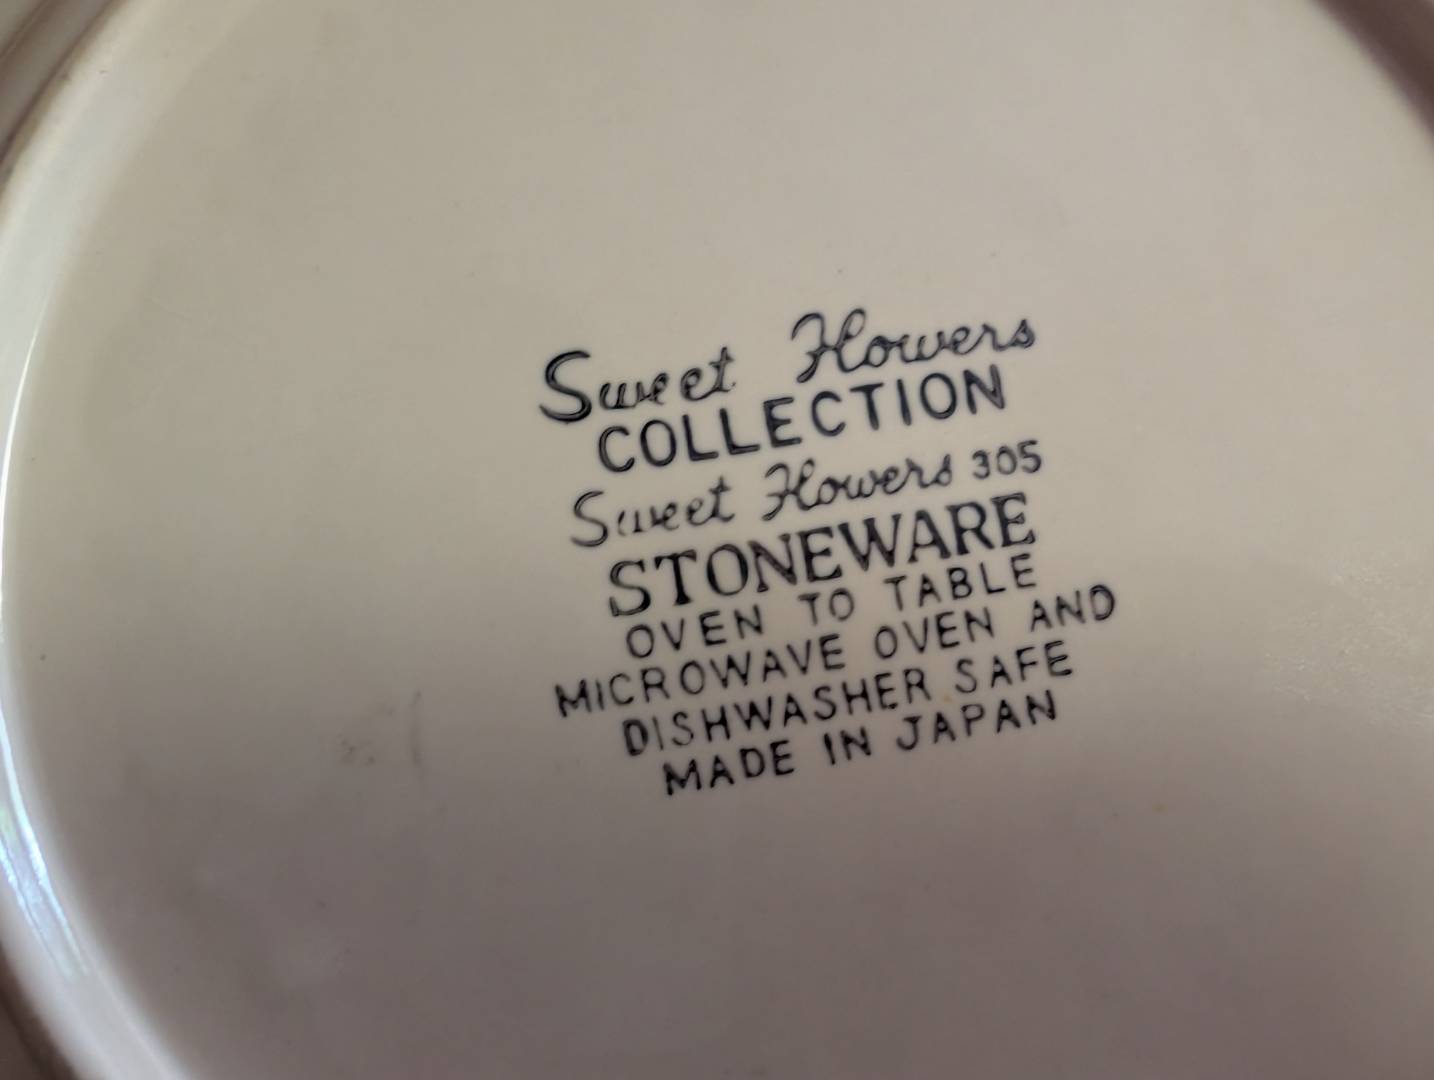 Sweet Flowers
COLLECTION
Sweet Flowers 305
STONEWARE
OVEN TO TABLE
MICROWAVE OVEN AND
DISHWASHER SAFE
MADE IN JAPAN